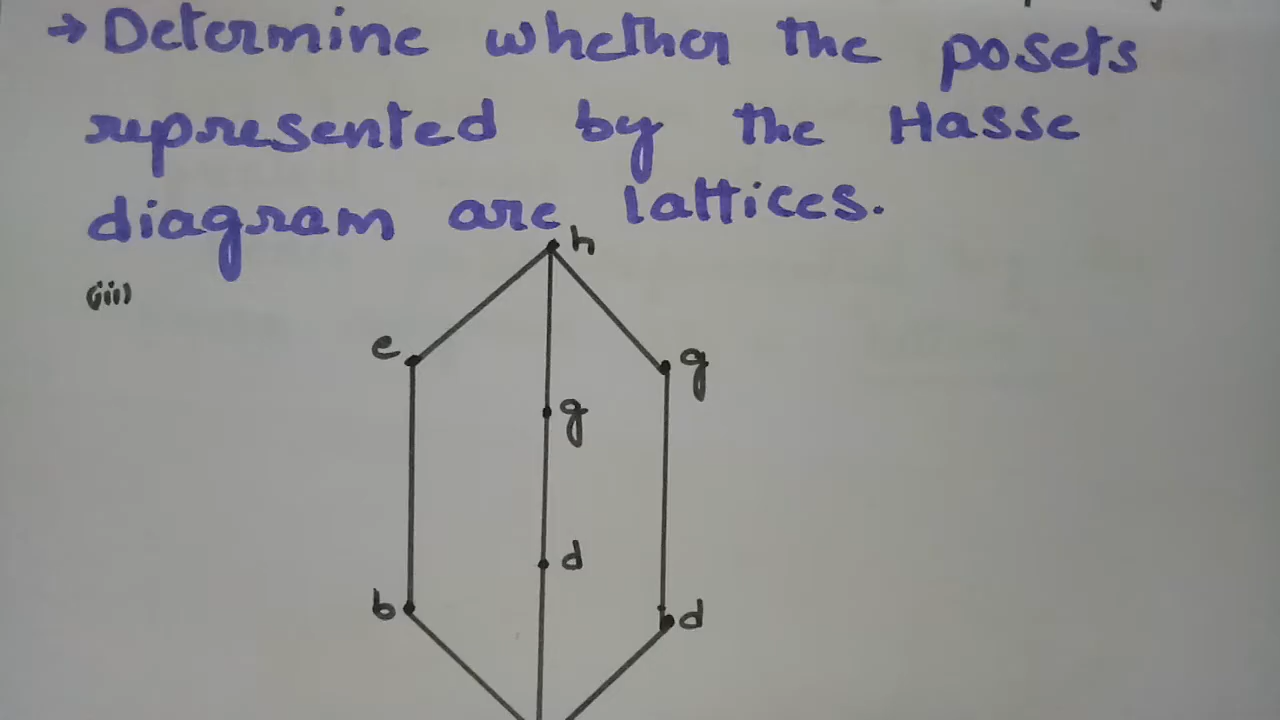 → Determine whether the posets
represented by the Hasse
diagram are lattices.
h
(iii)
e
g
g
d
b
d